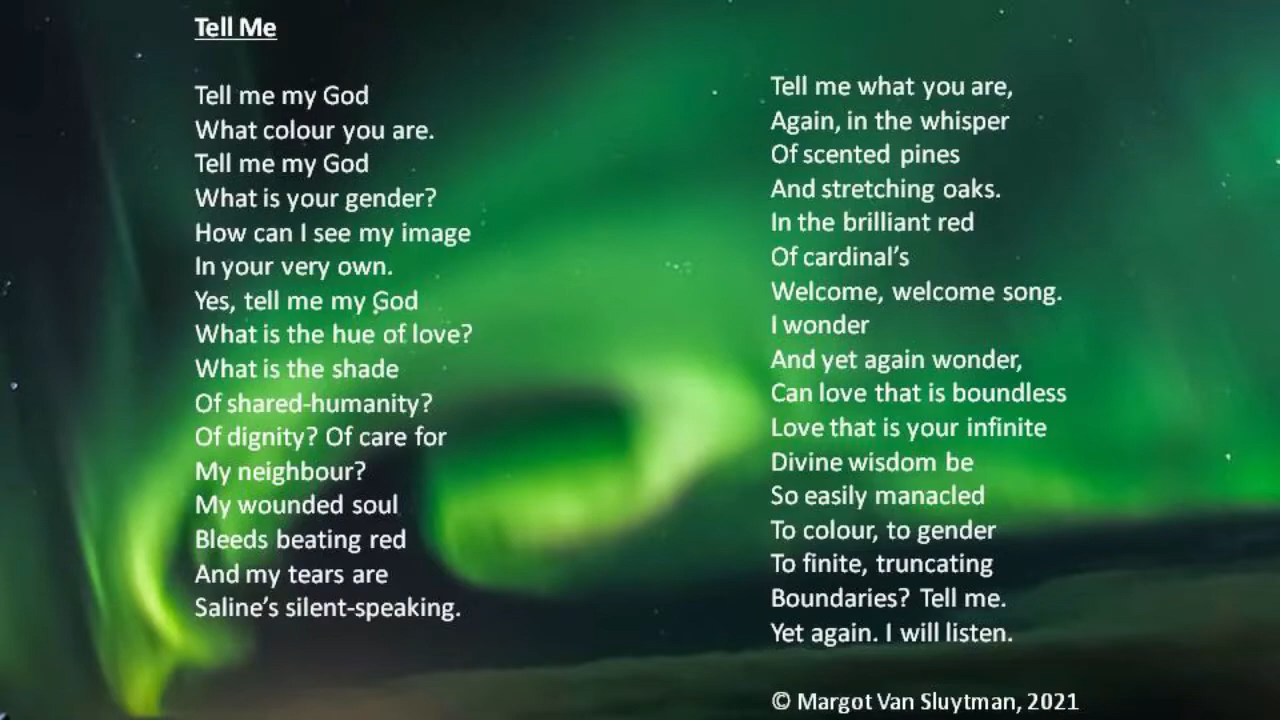 Tell Me
Tell me my God
What colour you are.
Tell me my God
What is your gender?
How can I see my image
In your very own.
Yes, tell me my God
What is the hue of love?
What is the shade
Of shared-humanity?
Of dignity? Of care for
My neighbour?
My wounded soul
Bleeds beating red
And my tears are
Saline's silent-speaking.
Tell me what you are,
Again, in the whisper
Of scented pines
And stretching oaks.
In the brilliant red
Of cardinal's
Welcome, welcome song.
I wonder
And yet again wonder,
Can love that is boundless
Love that is your infinite
Divine wisdom be
So easily manacled
To colour, to gender
To finite, truncating
Boundaries? Tell me.
Yet again. I will listen.
© Margot Van Sluytman, 2021